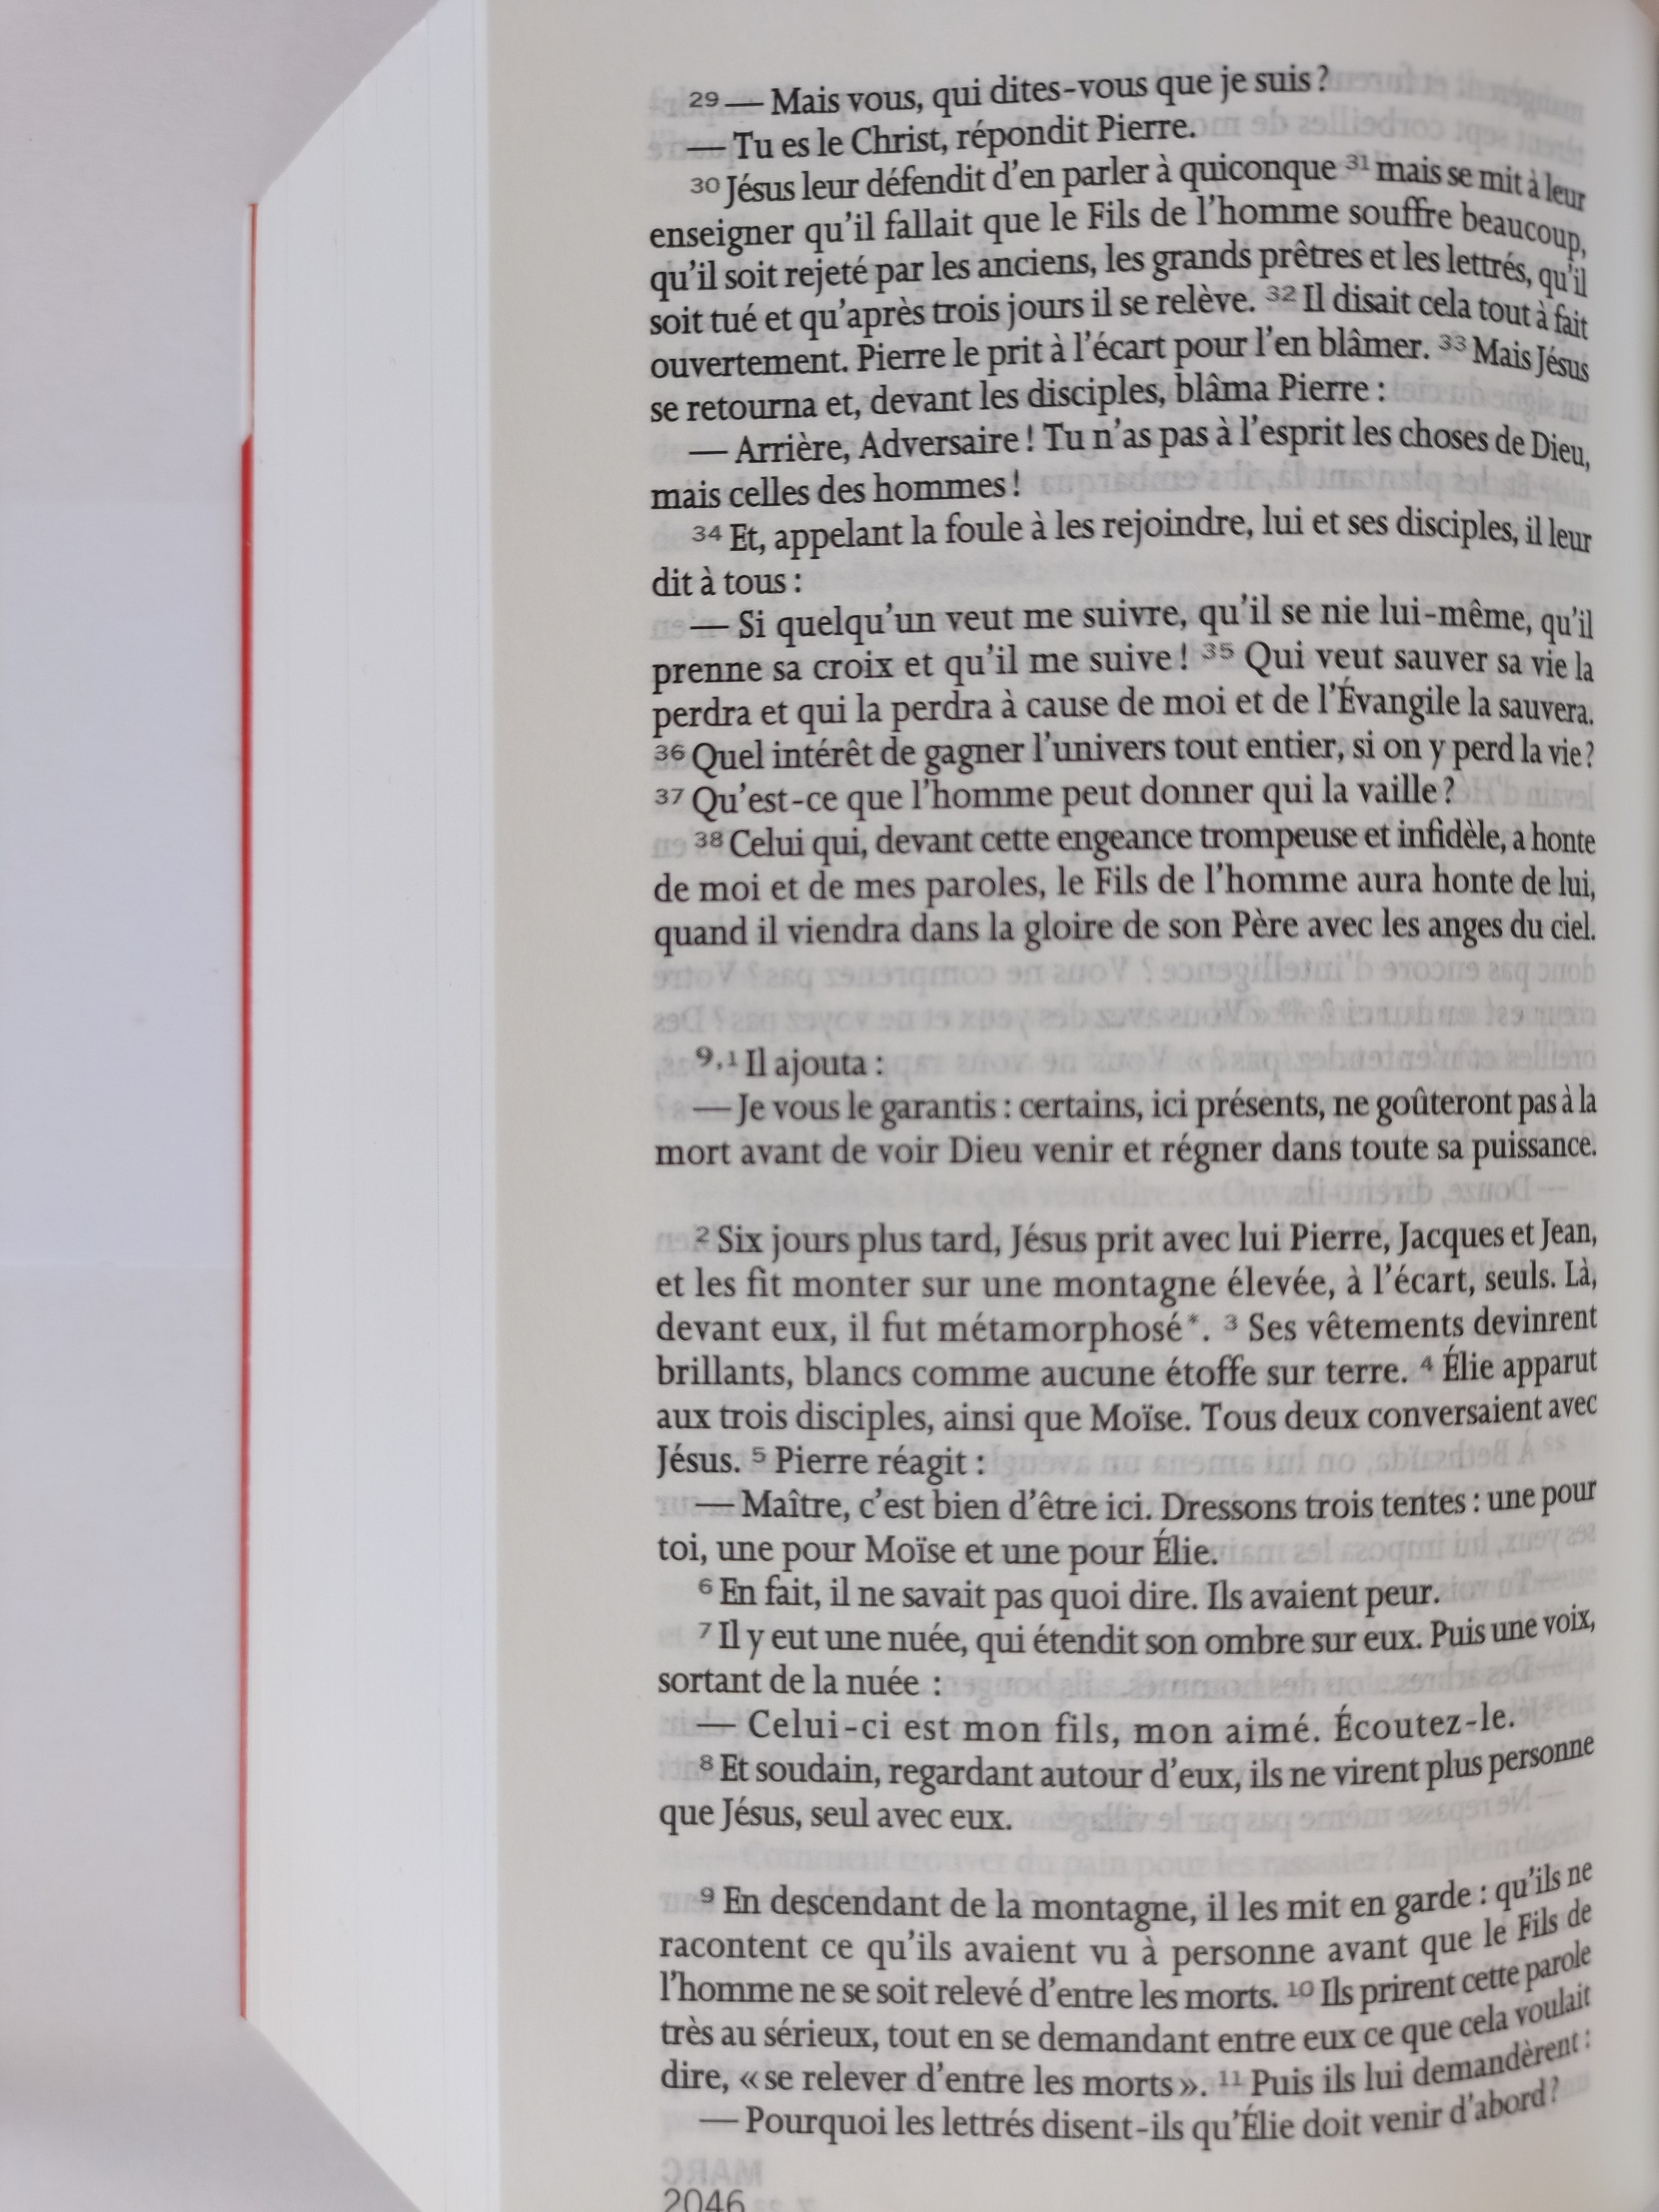 29 — Mais vous, qui dites-vous que je suis ?
— Tu es le Christ, répondit Pierre.
30 Jésus leur défendit d'en parler à quiconque 31 mais se mit à leur
enseigner qu'il fallait que le Fils de l'homme souffre beaucoup,
qu'il soit rejeté par les anciens, les grands prêtres et les lettrés, qu'il
soit tué et qu'après trois jours il se relève. 32 Il disait cela tout à fait
ouvertement. Pierre le prit à l'écart pour l'en blâmer. 33 Mais Jésus
se retourna et, devant les disciples, blâma Pierre :
— Arrière, Adversaire ! Tu n'as pas à l'esprit les choses de Dieu,
mais celles des hommes !
34 Et, appelant la foule à les rejoindre, lui et ses disciples, il leur
dit à tous :
— Si quelqu'un veut me suivre, qu'il se nie lui-même, qu'il
prenne sa croix et qu'il me suive ! 35 Qui veut sauver sa vie la
perdra et qui la perdra à cause de moi et de l'Évangile la sauvera.
36 Quel intérêt de gagner l'univers tout entier, si on y perd la vie ?
37 Qu'est-ce que l'homme peut donner qui la vaille ?
38 Celui qui, devant cette engeance trompeuse et infidèle, a honte
de moi et de mes paroles, le Fils de l'homme aura honte de lui,
quand il viendra dans la gloire de son Père avec les anges du ciel.
9,1 Il ajouta :
— Je vous le garantis : certains, ici présents, ne goûteront pas à la
mort avant de voir Dieu venir et régner dans toute sa puissance.
2 Six jours plus tard, Jésus prit avec lui Pierre, Jacques et Jean,
et les fit monter sur une montagne élevée, à l'écart, seuls. Là,
devant eux, il fut métamorphosé*. 3 Ses vêtements devinrent
brillants, blancs comme aucune étoffe sur terre. 4 Élie apparut
aux trois disciples, ainsi que Moïse. Tous deux conversaient avec
Jésus. 5 Pierre réagit :
— Maître, c'est bien d'être ici. Dressons trois tentes : une pour
toi, une pour Moïse et une pour Élie.
6 En fait, il ne savait pas quoi dire. Ils avaient peur.
7 Il y eut une nuée, qui étendit son ombre sur eux. Puis une voix,
sortant de la nuée :
— Celui-ci est mon fils, mon aimé. Écoutez-le.
8 Et soudain, regardant autour d'eux, ils ne virent plus personne
que Jésus, seul avec eux.
9 En descendant de la montagne, il les mit en garde : qu'ils ne
racontent ce qu'ils avaient vu à personne avant que le Fils de
l'homme ne se soit relevé d'entre les morts. 10 Ils prirent cette parole
très au sérieux, tout en se demandant entre eux ce que cela voulait
dire, « se relever d'entre les morts ». 11 Puis ils lui demandèrent :
— Pourquoi les lettrés disent-ils qu'Élie doit venir d'abord ?
2046